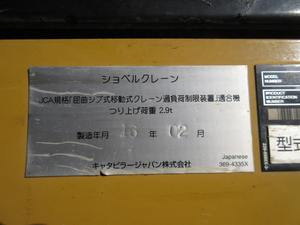 ショベルクレーン
JCA規格「屈曲ジブ式移動式クレーン過負荷制限装置」適合機
つり上げ荷重 2.9t
製造年月 16 年 02 月
キャタピラージャパン株式会社
Japanese
369-4335X
MODEL
NUMBER
PRODUCT
IDENTIFICATION
NUMBER
型式